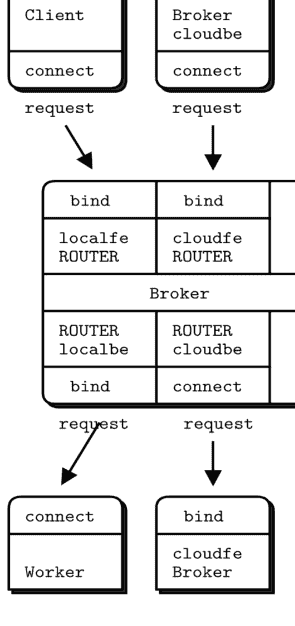 Client
Broker
cloudbe
connect
connect
request
request
bind
bind
localfe
cloudfe
ROUTER
ROUTER
Broker
ROUTER
ROUTER
localbe
cloudbe
bind
connect
request
request
connect
bind
cloudfe
Worker
Broker